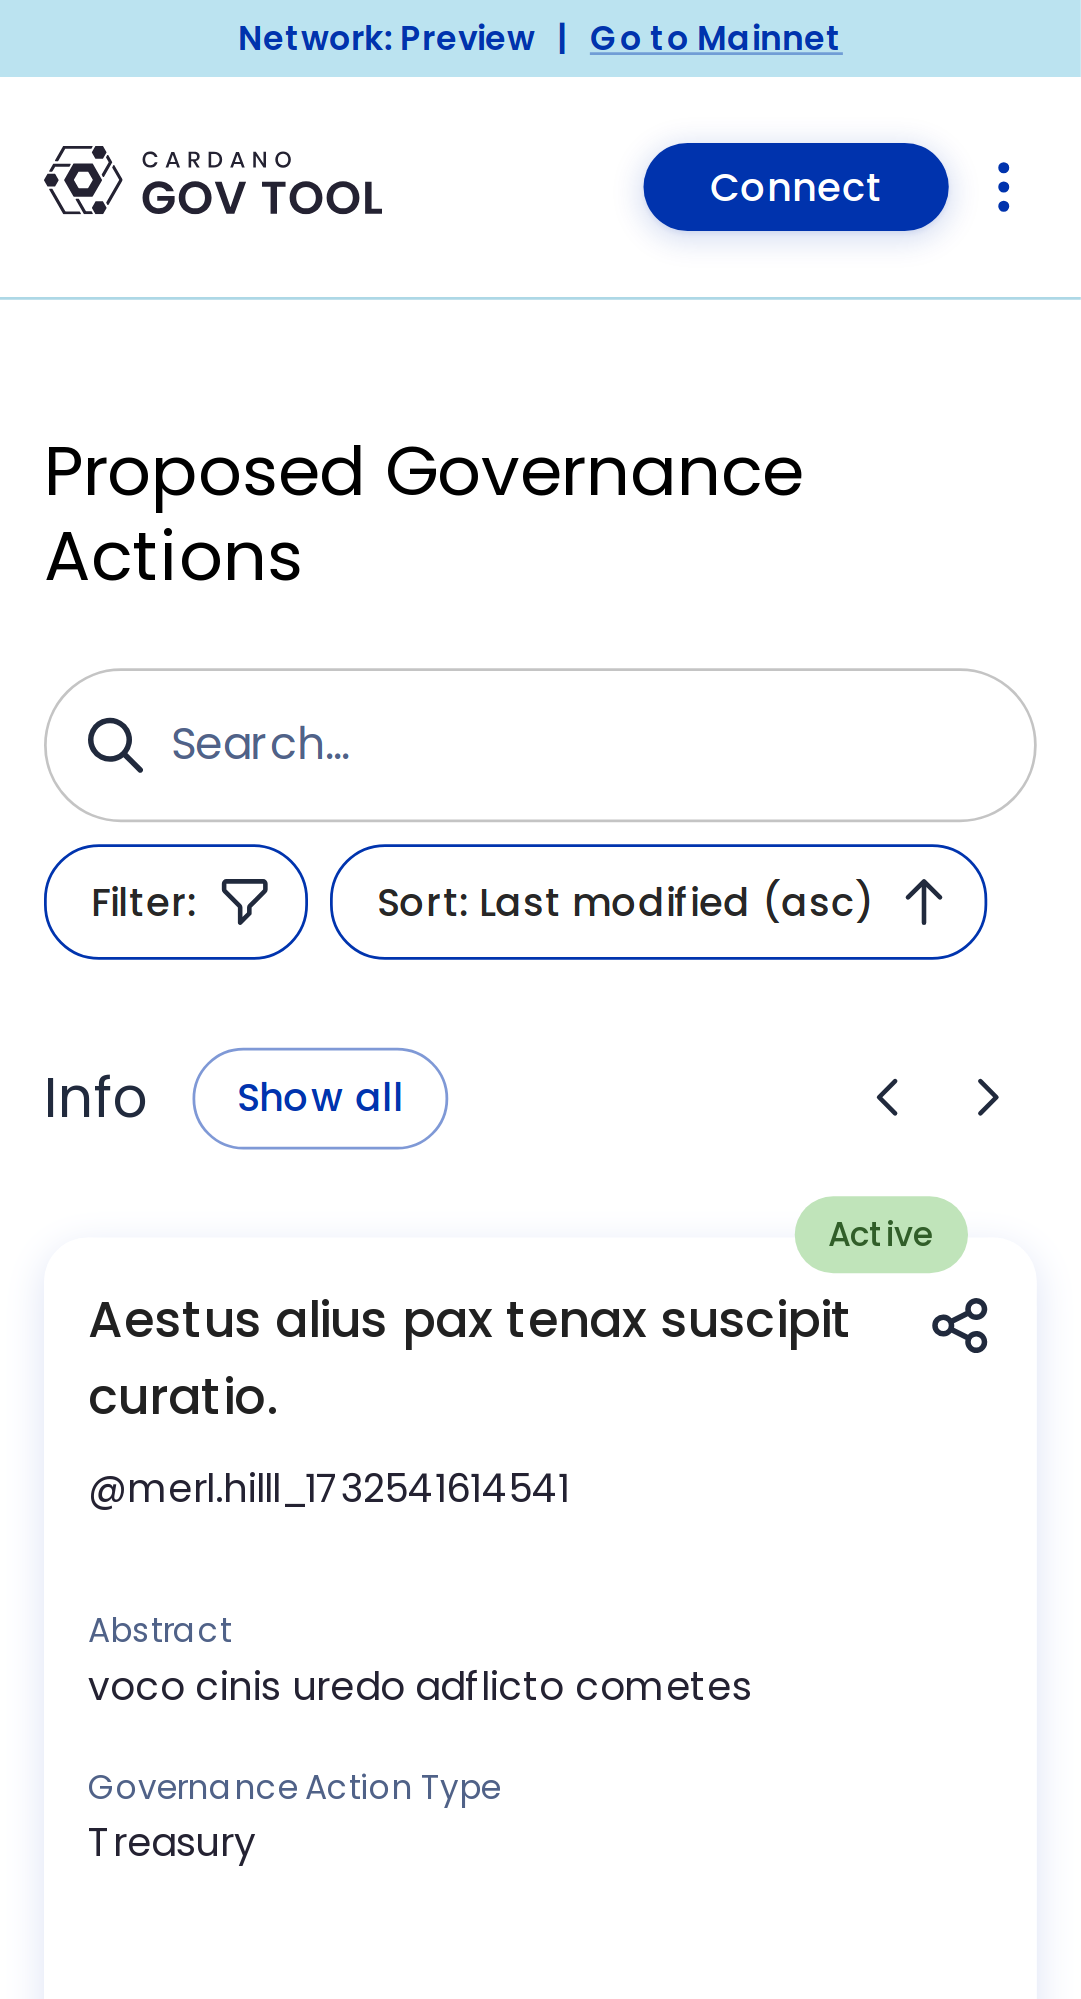 Network: Preview | Go to Mainnet
CARDANO
GOV TOOL
Connect
Proposed Governance
Actions
Search...
Filter:
Sort: Last modified (asc)
Info
Show all
Active
Aestus alius pax tenax suscipit
curatio.
@merl.hilll_1732541614541
Abstract
voco cinis uredo adflicto cometes
Governance Action Type
Treasury